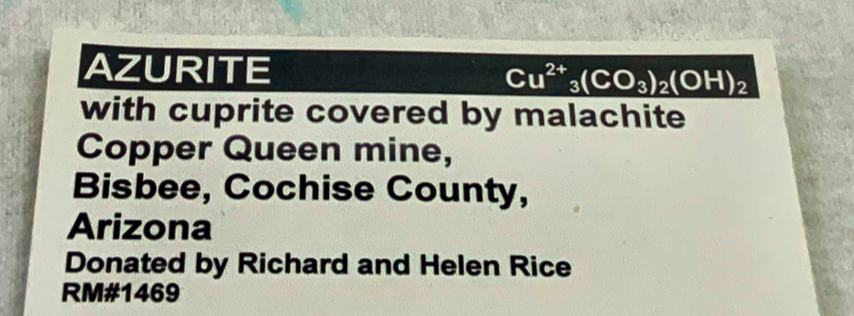 AZURITE Cu²⁺₃(CO₃)₂(OH)₂
with cuprite covered by malachite
Copper Queen mine,
Bisbee, Cochise County,
Arizona
Donated by Richard and Helen Rice
RM#1469